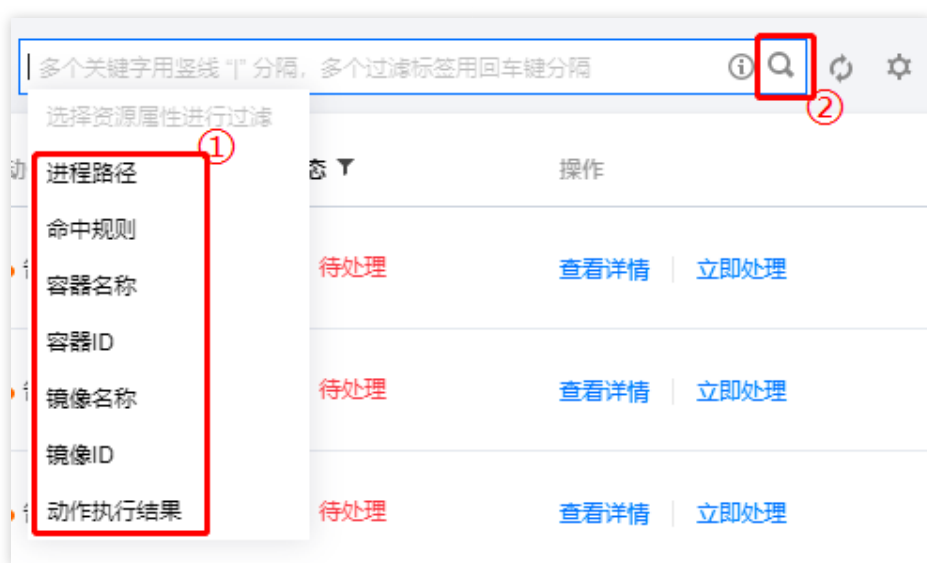 多个关键字用竖线 "|" 分隔，多个过滤标签用回车键分隔
②
选择资源属性进行过滤
①
进程路径
态
操作
命中规则
待处理 查看详情 立即处理
容器名称
容器ID
待处理 查看详情 立即处理
镜像名称
镜像ID
动作执行结果
待处理 查看详情 立即处理